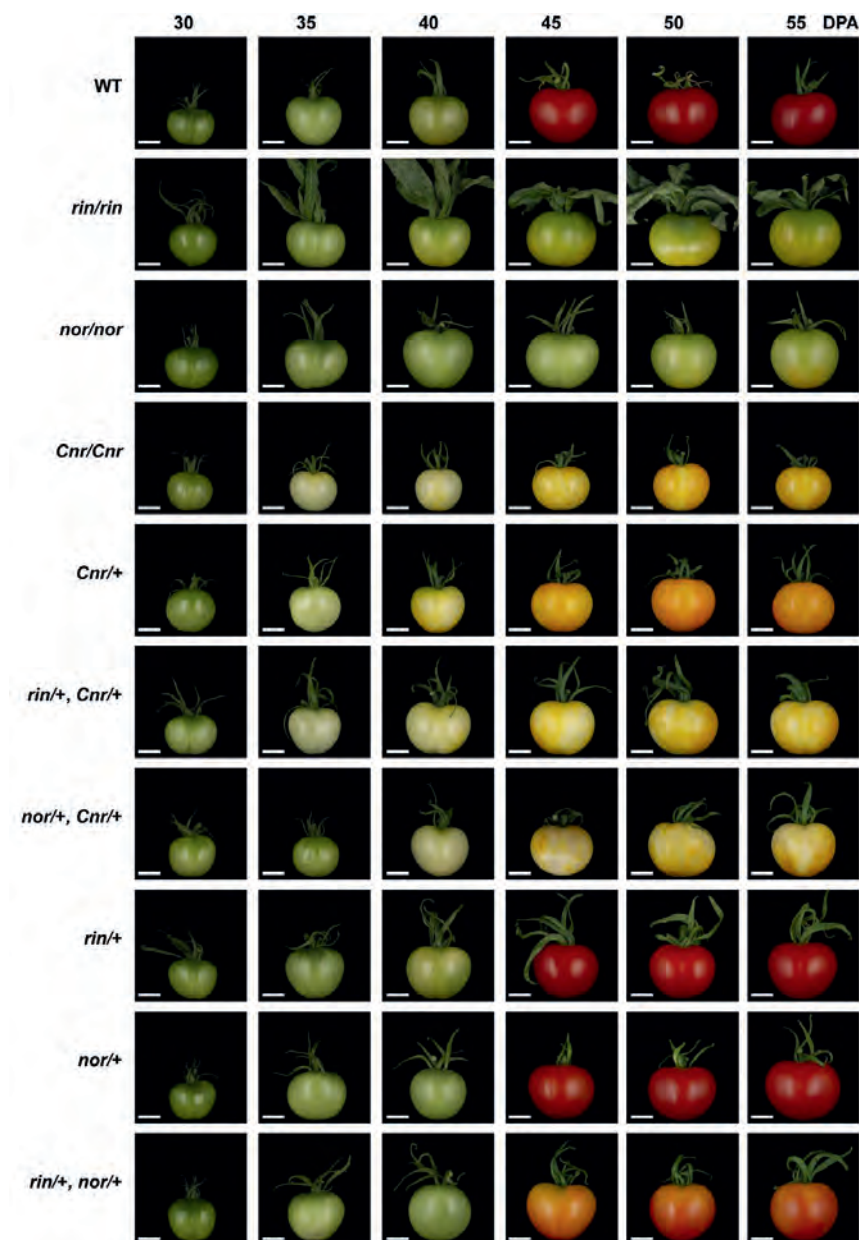 30 35 40 45 50 55 DPA
WT
rin/rin
nor/nor
Cnr/Cnr
Cnr/+
rin/+, Cnr/+
nor/+, Cnr/+
rin/+
nor/+
rin/+, nor/+